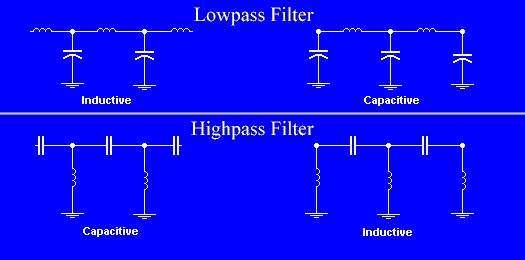 Lowpass Filter
Inductive
Capacitive
Highpass Filter
Capacitive
Inductive